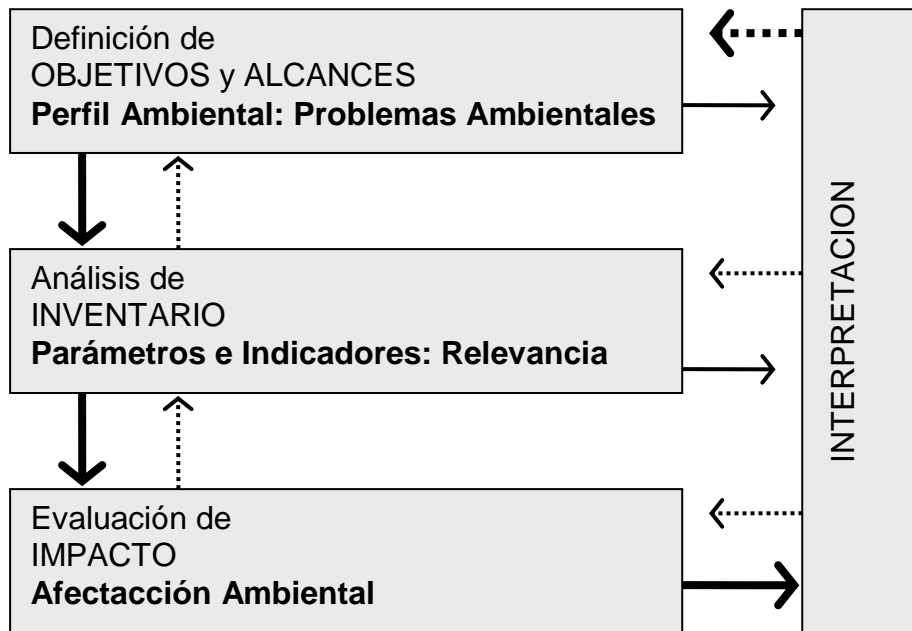 Definición de
OBJETIVOS y ALCANCES
Perfil Ambiental: Problemas Ambientales
Análisis de
INVENTARIO
Parámetros e Indicadores: Relevancia
Evaluación de
IMPACTO
Afectacción Ambiental
INTERPRETACION